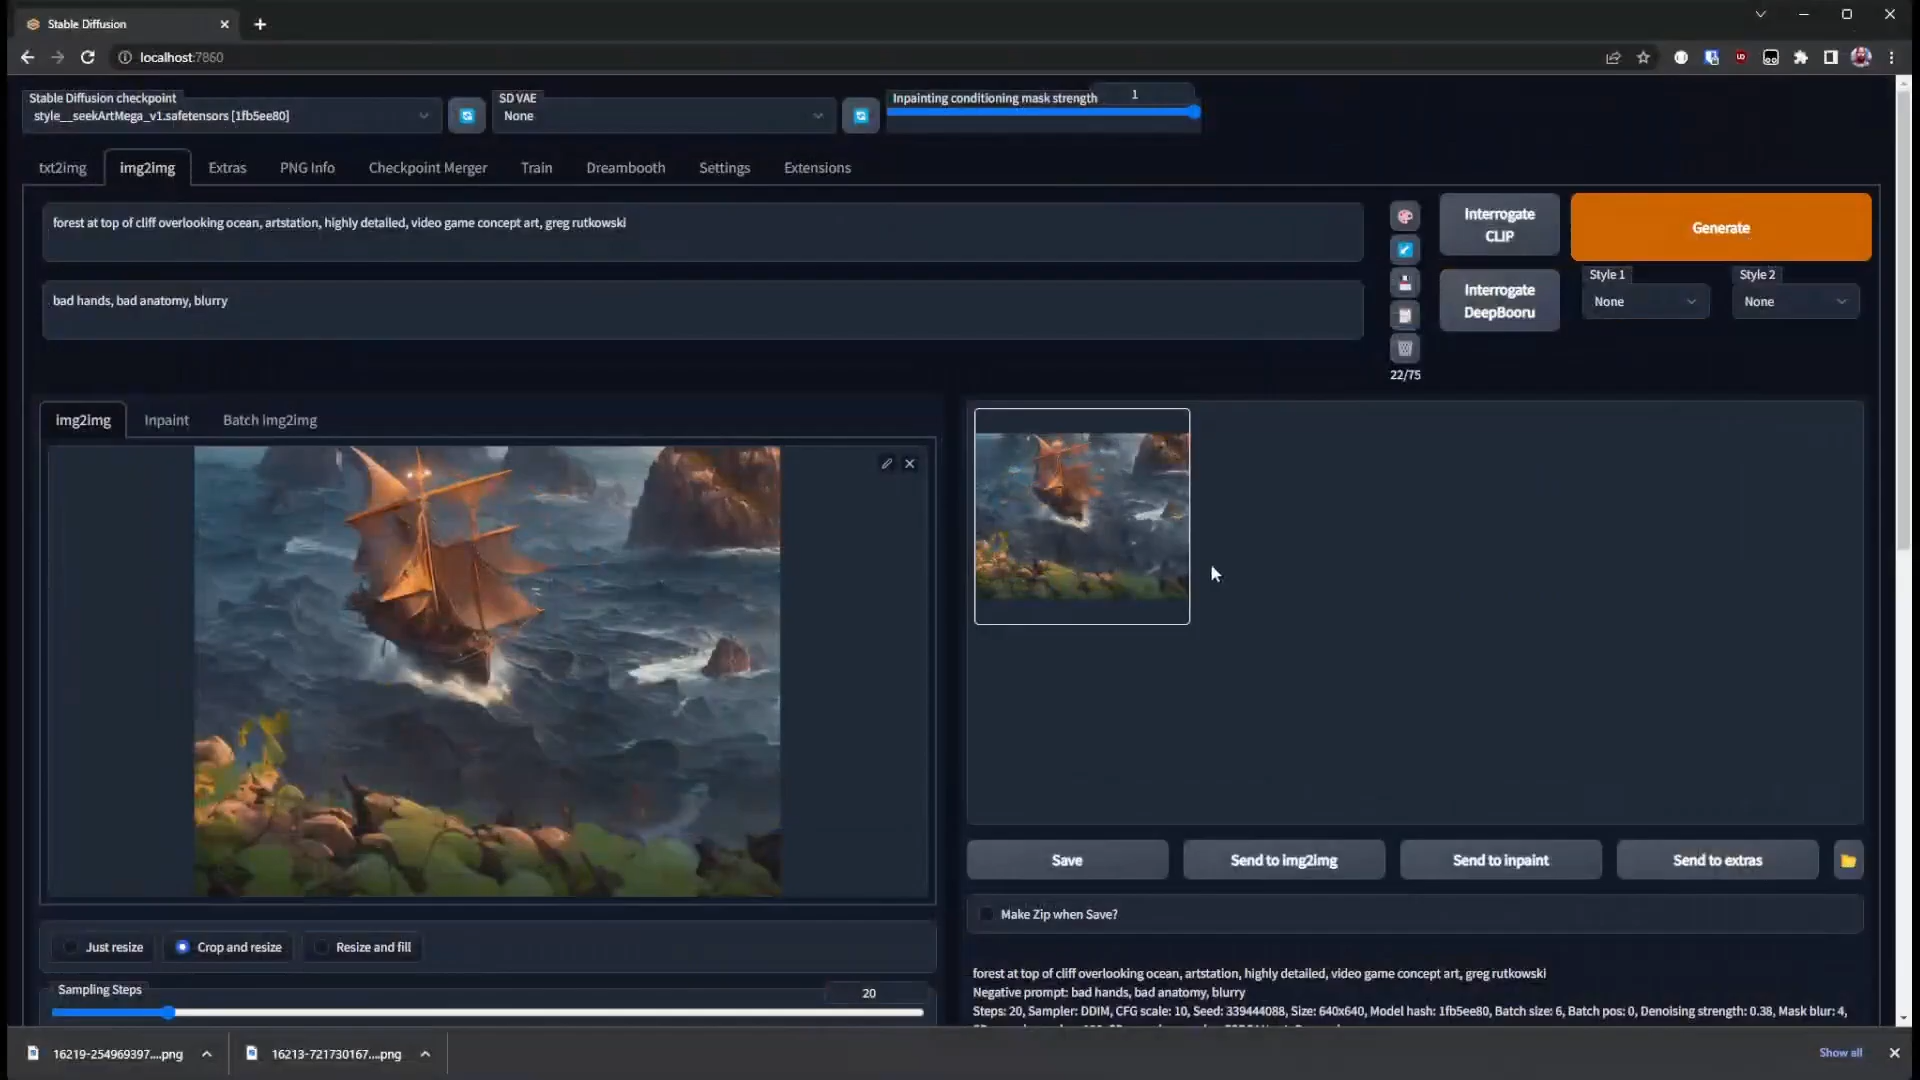 Stable Diffusion
localhost:7860
Stable Diffusion checkpoint
style__seekArtMega_v1.safetensors [1fb5ee80]
SD VAE
None
Inpainting conditioning mask strength
1
txt2img
img2img
Extras
PNG Info
Checkpoint Merger
Train
Dreambooth
Settings
Extensions
forest at top of cliff overlooking ocean, artstation, highly detailed, video game concept art, greg rutkowski
bad hands, bad anatomy, blurry
22/75
Interrogate
CLIP
Interrogate
DeepBooru
Generate
Style 1
None
Style 2
None
img2img
Inpaint
Batch img2img
Just resize
Crop and resize
Resize and fill
Sampling Steps
20
Save
Send to img2img
Send to inpaint
Send to extras
Make Zip when Save?
forest at top of cliff overlooking ocean, artstation, highly detailed, video game concept art, greg rutkowski
Negative prompt: bad hands, bad anatomy, blurry
Steps: 20, Sampler: DDIM, CFG scale: 10, Seed: 339444088, Size: 640x640, Model hash: 1fb5ee80, Batch size: 6, Batch pos: 0, Denoising strength: 0.38, Mask blur: 4,
16219-254969397....png
16213-721730167....png
Show all